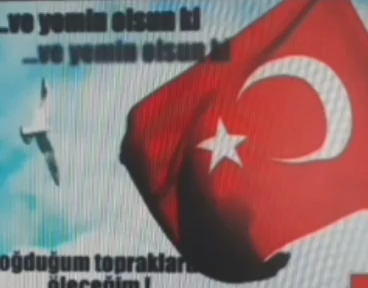 ...ve yemin olsun ki
...ve yemin olsun ki
oğduğum toprakları
öleceğim !